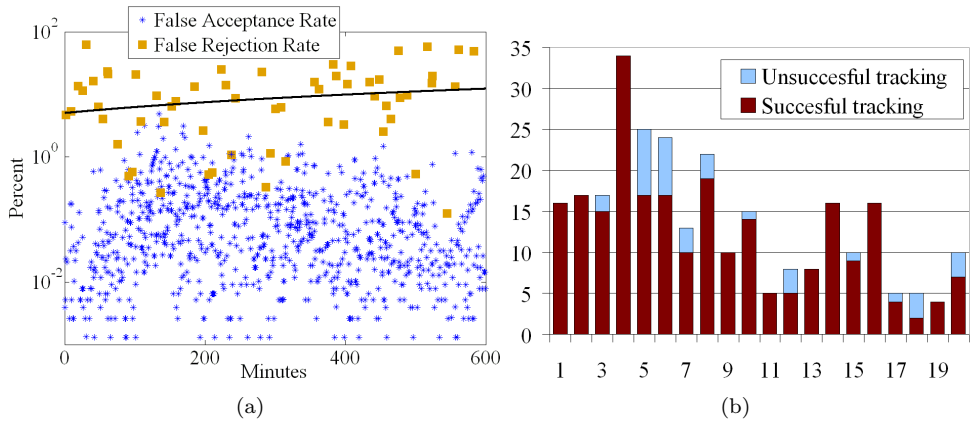 10^2
False Acceptance Rate
False Rejection Rate
10^0
Percent
10^-2
0
200
400
600
Minutes
(a)
35
30
25
20
15
10
5
0
Unsuccesful tracking
Succesful tracking
1 3 5 7 9 11 13 15 17 19
(b)